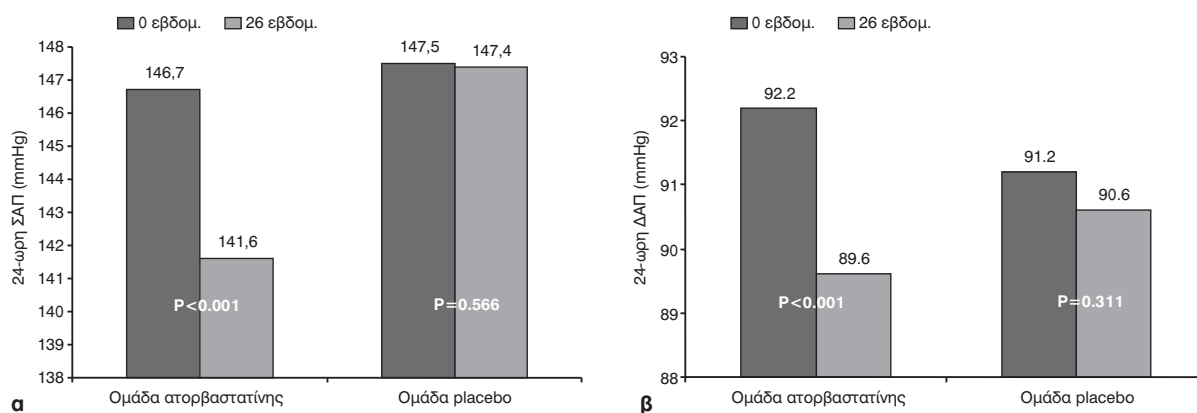 0 εβδομ. 26 εβδομ.
24-ωρη ΣΑΠ (mmHg)
148
147
146
145
144
143
142
141
140
139
138
146,7
141,6
147,5
147,4
P<0.001
P=0.566
Ομάδα ατορβαστατίνης
Ομάδα placebo
α
0 εβδομ. 26 εβδομ.
24-ωρη ΔΑΠ (mmHg)
93
92
91
90
89
88
92.2
89.6
91.2
90.6
P<0.001
P=0.311
Ομάδα ατορβαστατίνης
Ομάδα placebo
β